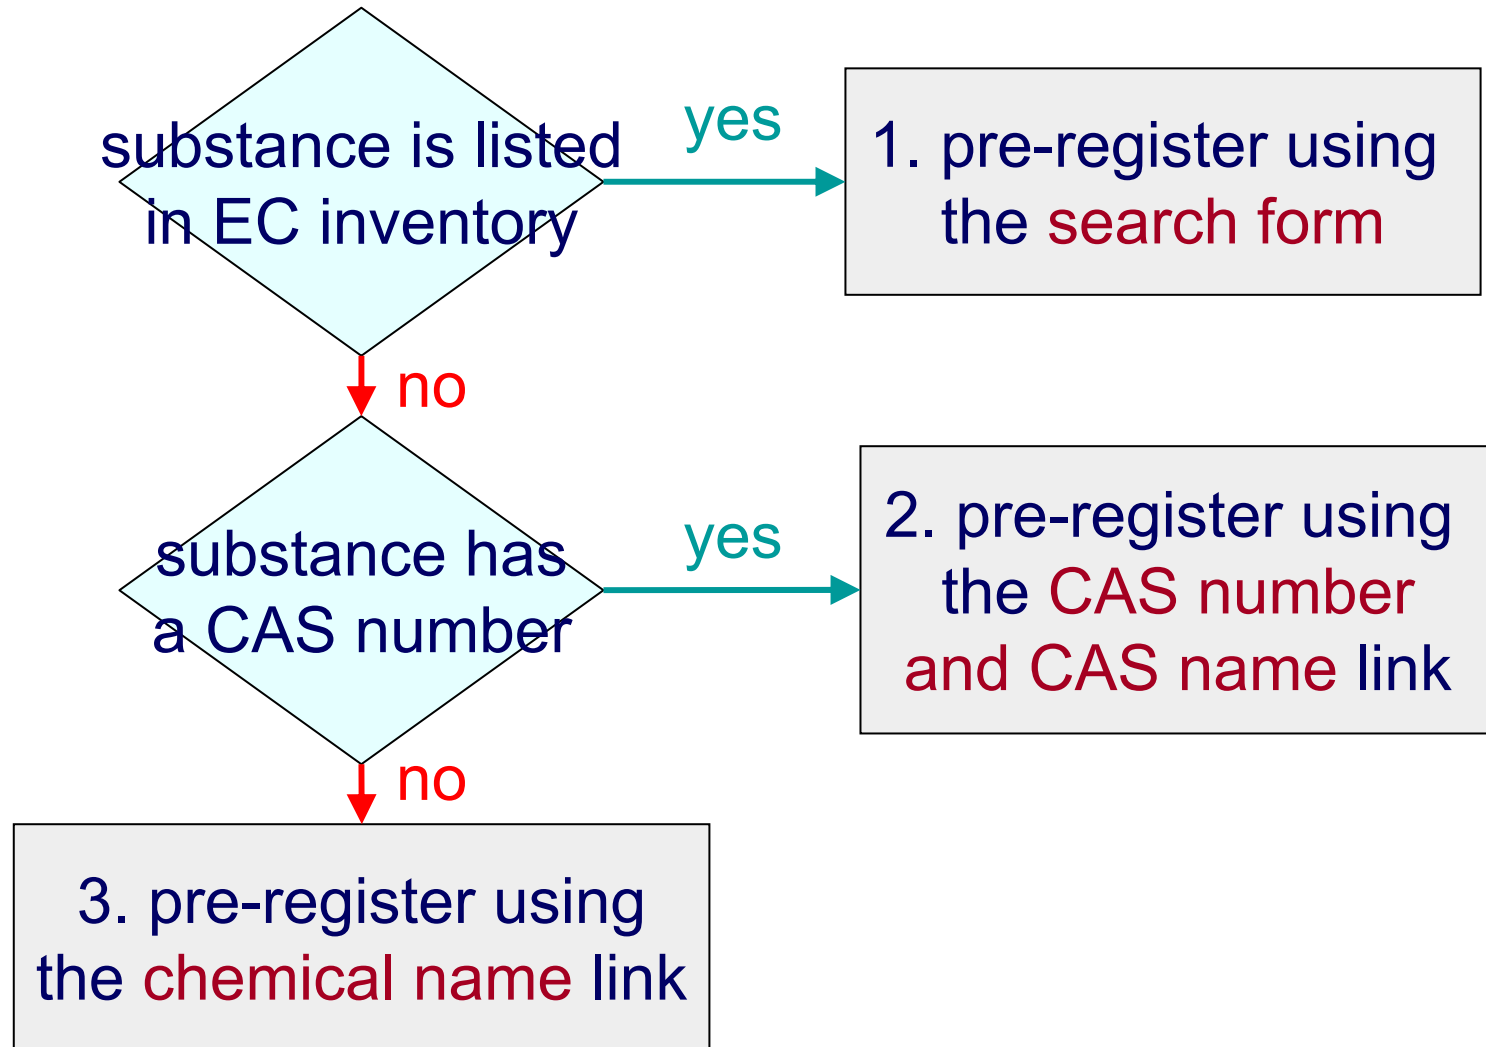 substance is listed
in EC inventory
yes
1. pre-register using
the search form
no
substance has
a CAS number
yes
2. pre-register using
the CAS number
and CAS name link
no
3. pre-register using
the chemical name link